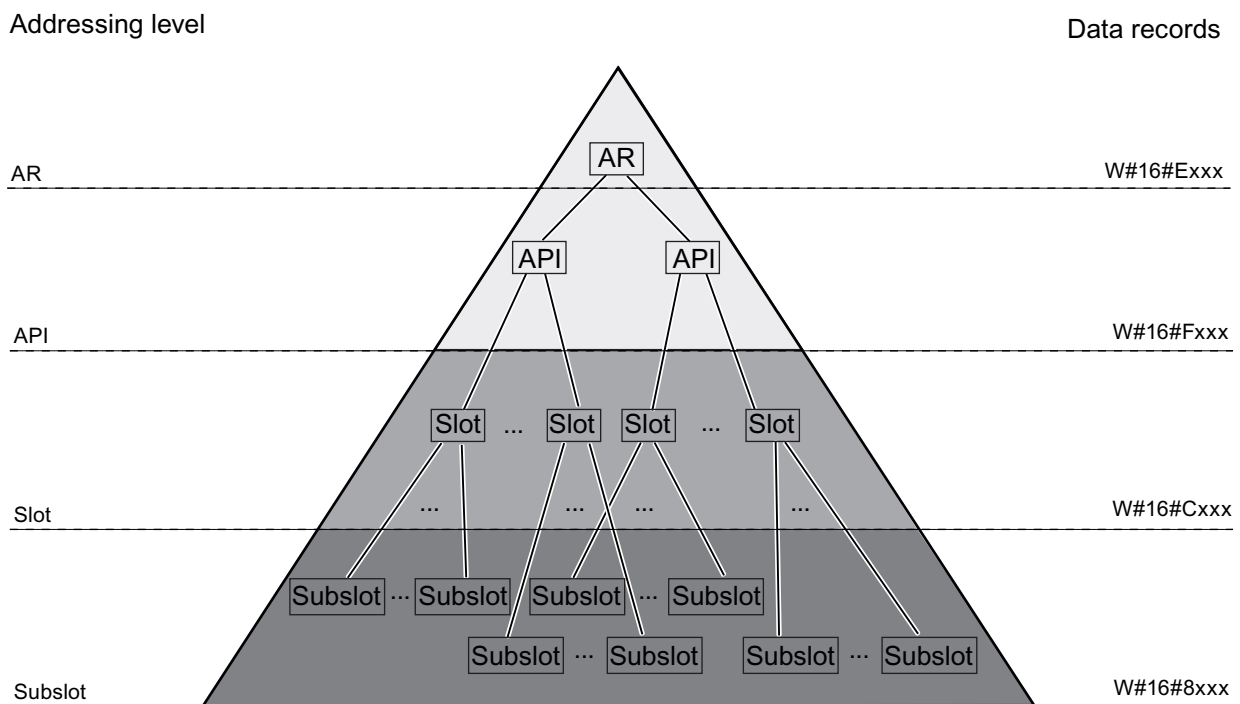 Addressing level
Data records
AR
AR
W#16#Exxx
API
API
API
W#16#Fxxx
Slot ... Slot Slot ... Slot
... ... ... ...
Slot
W#16#Cxxx
Subslot ... Subslot Subslot ... Subslot
Subslot ... Subslot Subslot ... Subslot
Subslot
W#16#8xxx